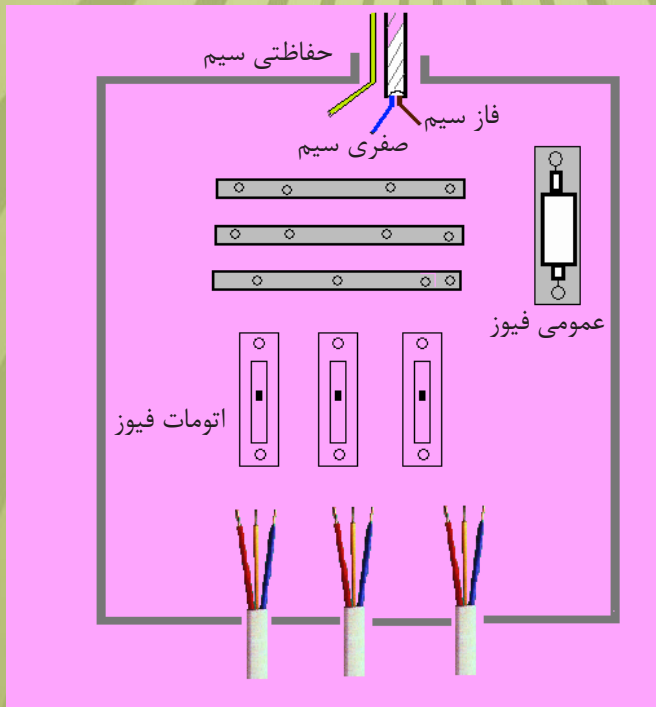 حفاظتی سیم
فاز سیم
صفری سیم
عمومی فیوز
اتومات فیوز